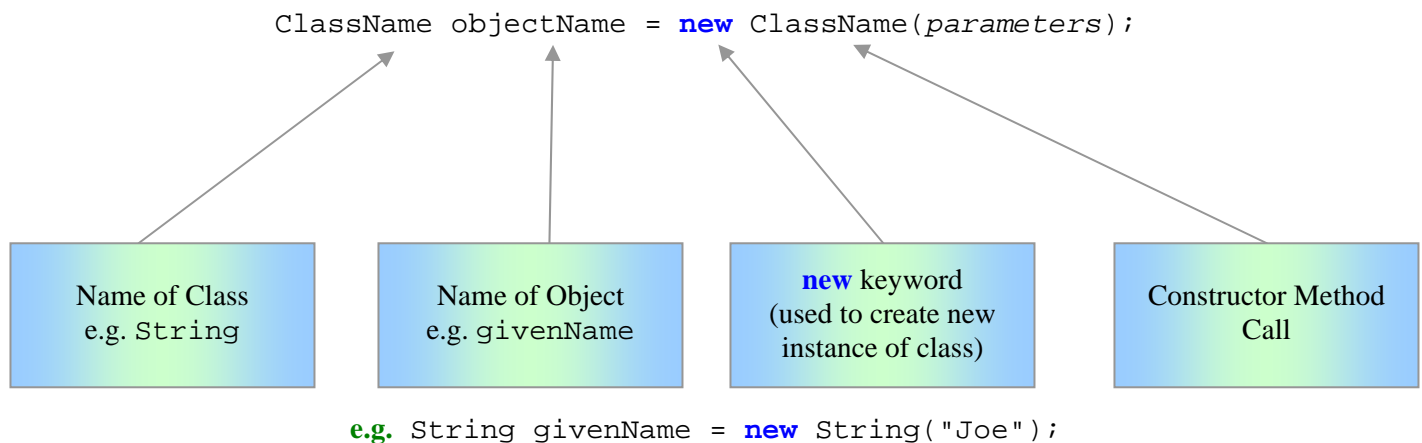 ClassName objectName = new ClassName(parameters);
Name of Class
e.g. String
Name of Object
e.g. givenName
new keyword
(used to create new
instance of class)
Constructor Method
Call
e.g. String givenName = new String("Joe");